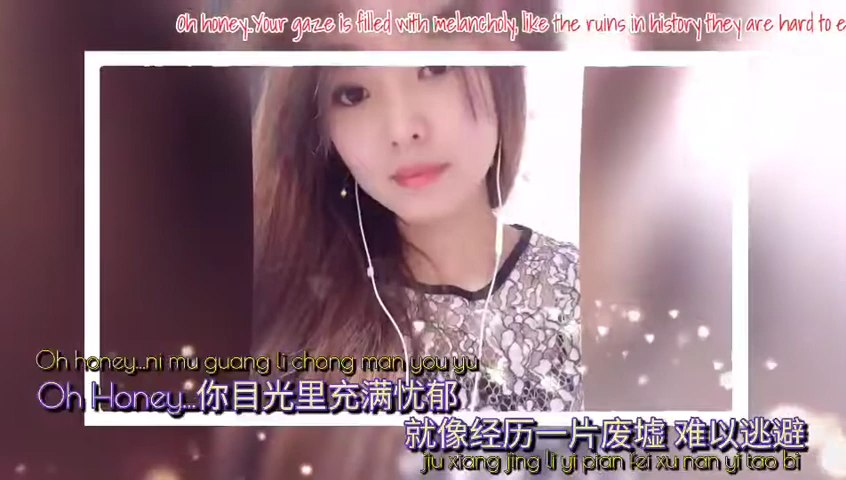 Oh honey...Your gaze is filled with melancholy, like the ruins in history they are hard to e
Oh honey...ni mu guang li chong man you yu
Oh Honey...你目光里充满忧郁
就像经历一片废墟 难以逃避
jiu xiang jing li yi pian fei xu nan yi tao bi